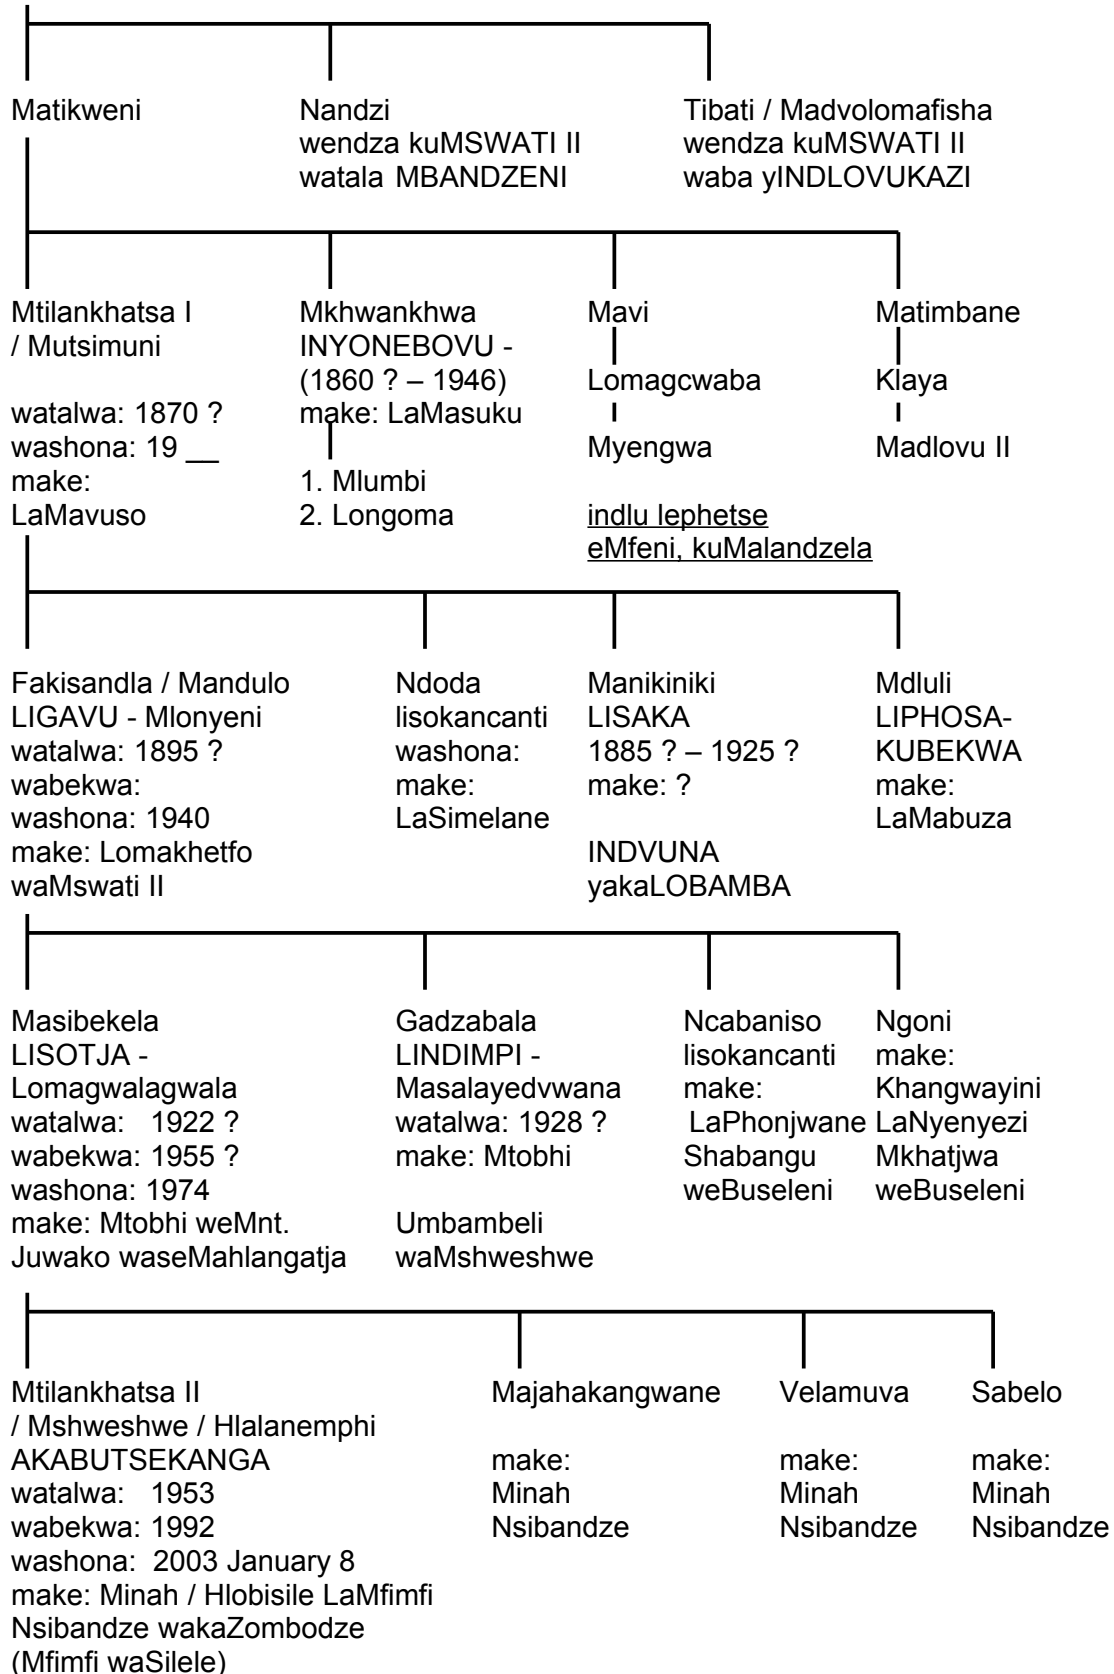 Matikweni
Nandzi
wendza kuMSWATI II
watala MBANDZENI
Tibati / Madvolomafisha
wendza kuMSWATI II
waba yINDLOVUKAZI
Mtilankhatsa I
/ Mutsimuni
watalwa: 1870 ?
washona: 19 __
make:
LaMavuso
Mkhwankhwa
INYONEBOVU -
(1860 ? – 1946)
make: LaMasuku
1. Mlumbi
2. Longoma
Mavi
Lomagcwaba
Myengwa
indlu lephetse
eMfeni, kuMalandzela
Matimbane
Klaya
Madlovu II
Fakisandla / Mandulo
LIGAVU - Mlonyeni
watalwa: 1895 ?
wabekwa:
washona: 1940
make: Lomakhetfo
waMswati II
Ndoda
lisokancanti
washona:
make:
LaSimelane
Manikiniki
LISAKA
1885 ? – 1925 ?
make: ?
INDVUNA
yakaLOBAMBA
Mdluli
LIPHOSA-
KUBEKWA
make:
LaMabuza
Masibekela
LISOTJA -
Lomagwalagwala
watalwa: 1922 ?
wabekwa: 1955 ?
washona: 1974
make: Mtobhi weMnt.
Juwako waseMahlangatja
Gadzabala
LINDIMPI -
Masalayedvwana
watalwa: 1928 ?
make: Mtobhi
Umbambeli
waMshweshwe
Ncabaniso
lisokancanti
make:
LaPhonjwane
Shabangu
weBuseleni
Ngoni
make:
Khangwayini
LaNyenyezi
Mkhatjwa
weBuseleni
Mtilankhatsa II
/ Mshweshwe / Hlalanemphi
AKABUTSEKANGA
watalwa: 1953
wabekwa: 1992
washona: 2003 January 8
make: Minah / Hlobisile LaMfimfi
Nsibandze wakaZombodze
(Mfimfi waSilele)
Majahakangwane
make:
Minah
Nsibandze
Velamuva
make:
Minah
Nsibandze
Sabelo
make:
Minah
Nsibandze